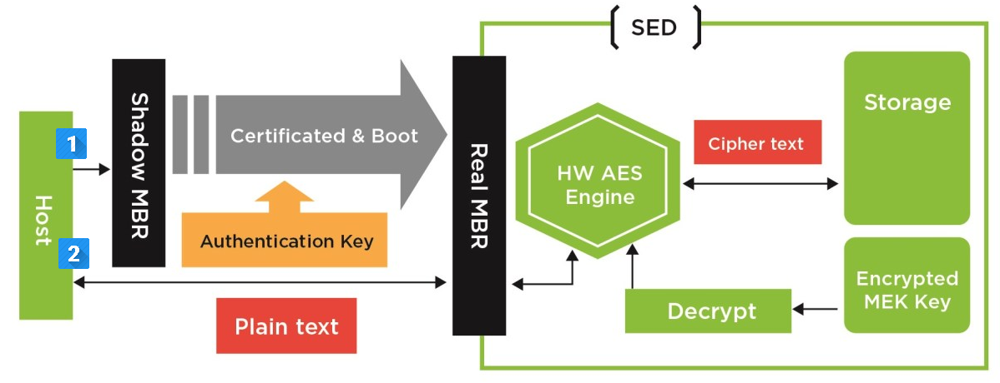 SED
1
Host
2
Shadow MBR
Certificated & Boot
Authentication Key
Plain text
Real MBR
HW AES
Engine
Cipher text
Storage
Encrypted
MEK Key
Decrypt